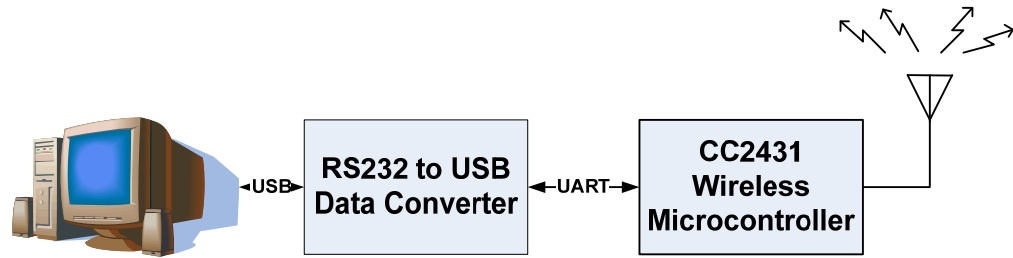 USB
RS232 to USB
Data Converter
UART
CC2431
Wireless
Microcontroller